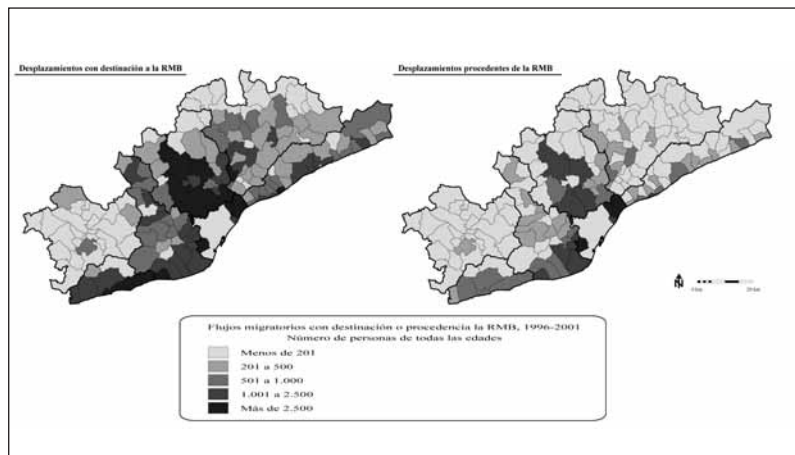 Desplazamientos con destinación a la RMB
Desplazamientos procedentes de la RMB
N
Flujos migratorios con destinación o procedencia la RMB, 1996-2001
Número de personas de todas las edades
Menos de 201
201 a 500
501 a 1.000
1.001 a 2.500
Más de 2.500